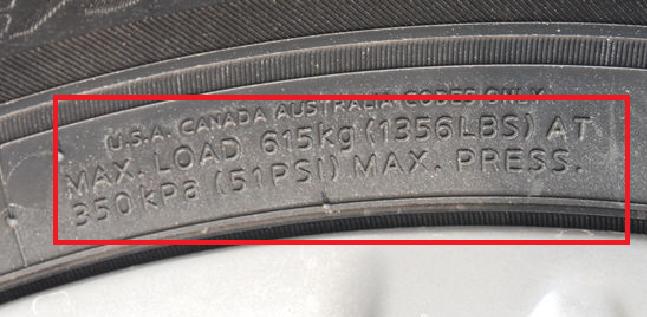 U.S.A. CANADA AUSTRALIA CODES ONLY
MAX. LOAD 615kg (1356LBS) AT
350kPa (51PSI) MAX. PRESS.